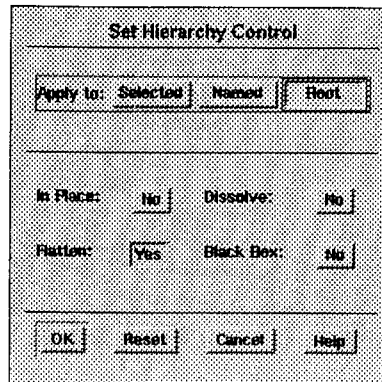 Set Hierarchy Control
Apply to: Selected Named Root
In Place: No Dissolve: No
Flatten: Yes Black Box: No
OK Reset Cancel Help